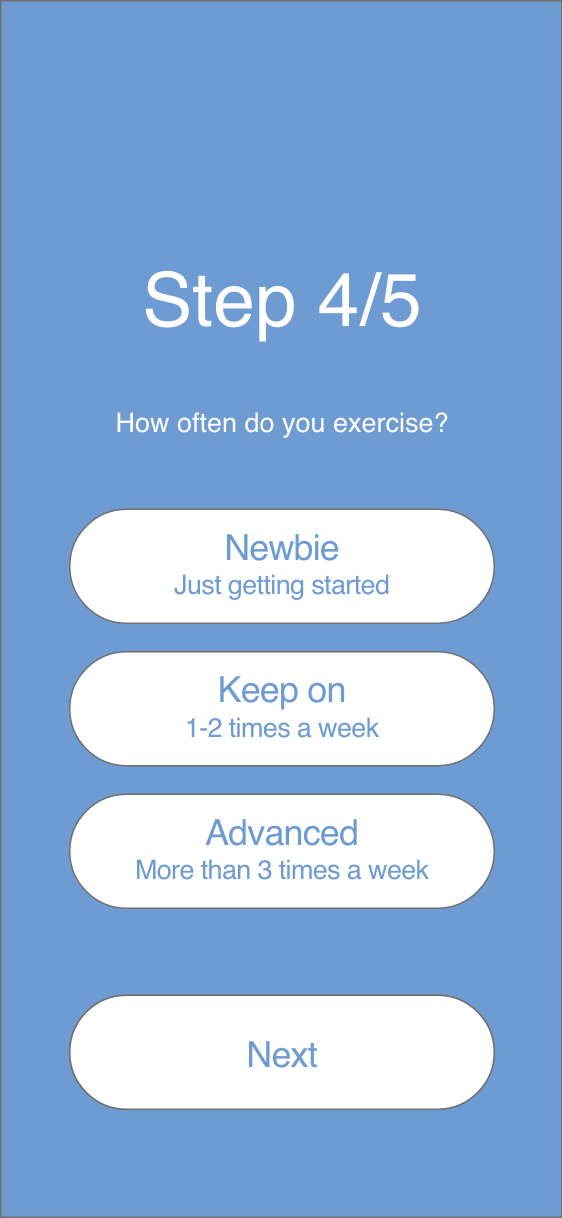 Step 4/5
How often do you exercise?
Newbie
Just getting started
Keep on
1-2 times a week
Advanced
More than 3 times a week
Next